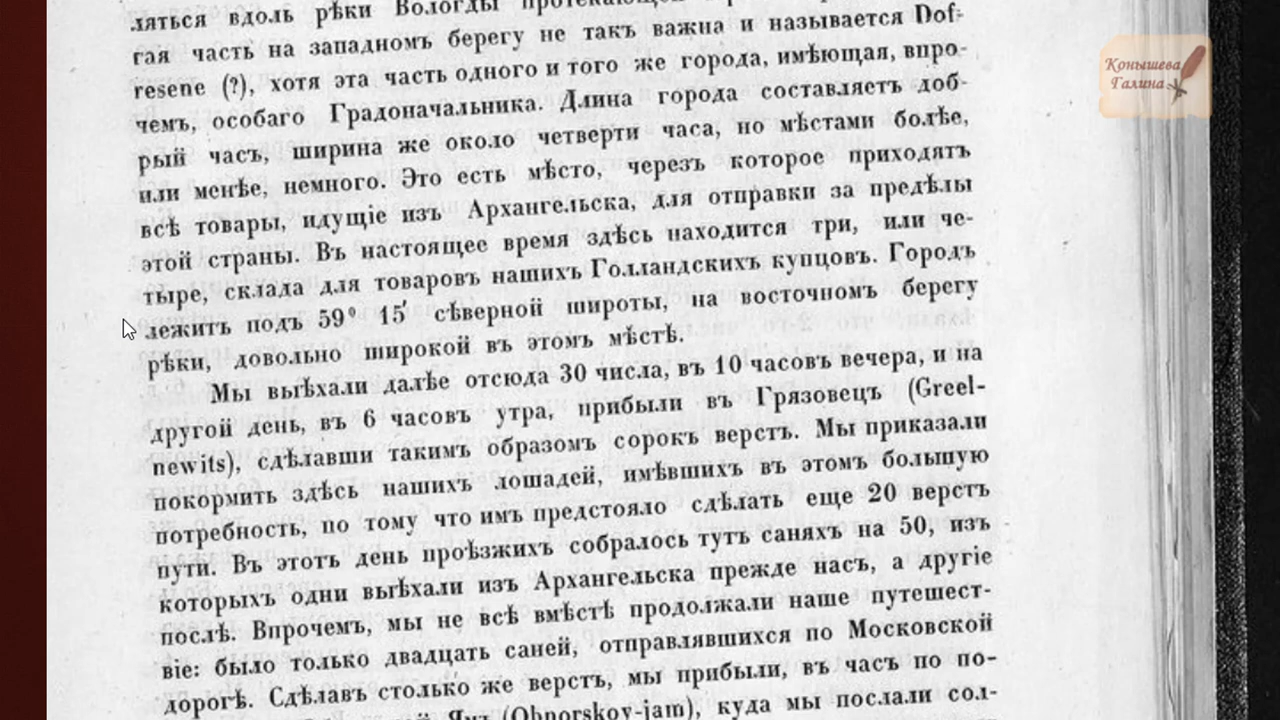 ляться вдоль рѣки Вологды
гая часть на западномъ берегу не такъ важна и называется Dof-
resene (?), хотя эта часть одного и того же города, имѣющая, впро-
чемъ, особаго Градоначальника. Длина города составляетъ доб-
рый часъ, ширина же около четверти часа, но мѣстами болѣе,
или менѣе, немного. Это есть мѣсто, черезъ которое приходятъ
всѣ товары, идущіе изъ Архангельска, для отправки за предѣлы
этой страны. Въ настоящее время здѣсь находится три, или че-
тыре, склада для товаровъ нашихъ Голландскихъ купцовъ. Городъ
лежитъ подъ 59° 15′ сѣверной широты, на восточномъ берегу
рѣки, довольно широкой въ этомъ мѣстѣ.
Мы выѣхали далѣе отсюда 30 числа, въ 10 часовъ вечера, и на
другой день, въ 6 часовъ утра, прибыли въ Грязовецъ (Greel-
newits), сдѣлавши такимъ образомъ сорокъ верстъ. Мы приказали
покормить здѣсь нашихъ лошадей, имѣвшихъ въ этомъ большую
потребность, по тому что имъ предстояло сдѣлать еще 20 верстъ
пути. Въ этотъ день проѣзжихъ собралось тутъ саняхъ на 50, изъ
которыхъ одни выѣхали изъ Архангельска прежде насъ, а другіе
послѣ. Впрочемъ, мы не всѣ вмѣстѣ продолжали наше путешест-
віе: было только двадцать саней, отправлявшихся по Московской
дорогѣ. Сдѣлавъ столько же верстъ, мы прибыли, въ часъ по по-
Ямъ (Obnorskoy-jam), куда мы послали сол-
Конышева
Галина